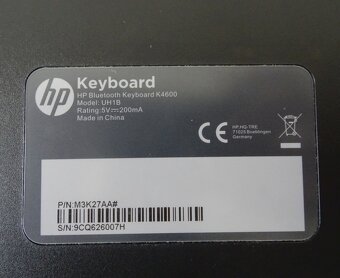 hp
Keyboard
HP Bluetooth Keyboard K4600
Model: UH1B
Rating:5V⎓200mA
Made in China
CE
HP, HQ-TRE
71025 Boeblingen
Germany
P/N:M3K27AA#
S/N:9CQ626007H